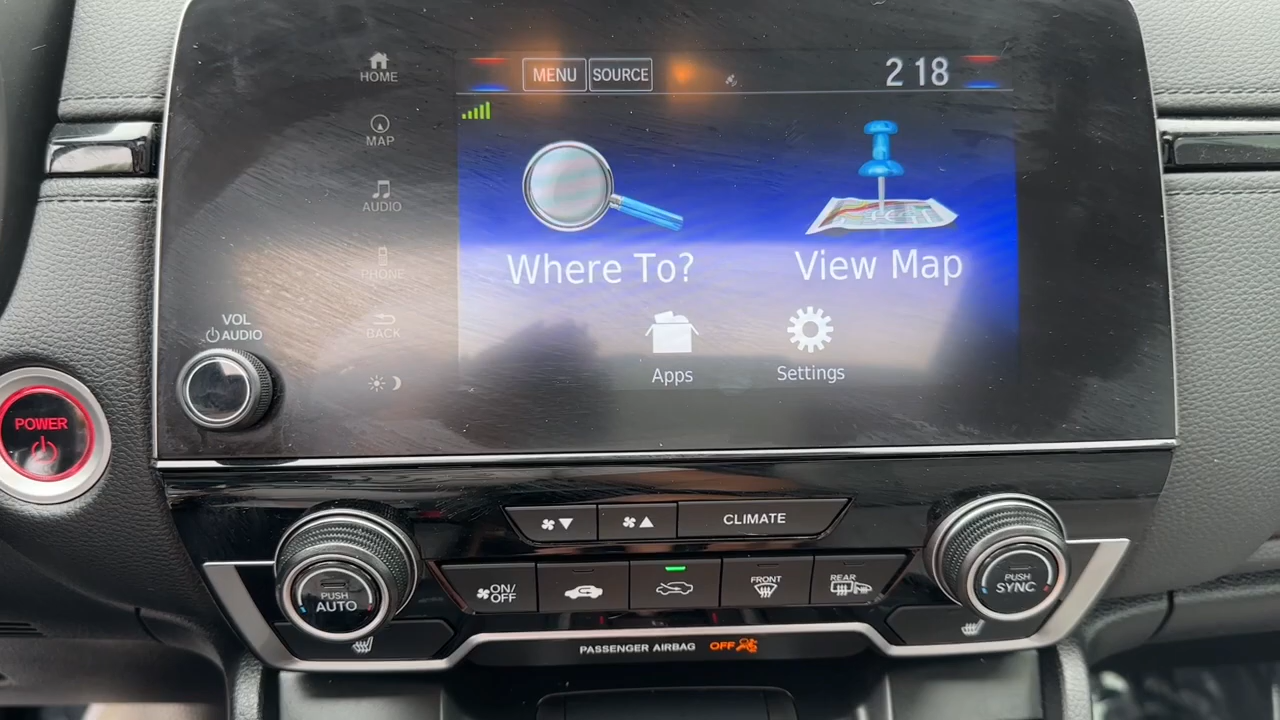 HOME
MENU
SOURCE
2 18
MAP
AUDIO
PHONE
Where To?
View Map
BACK
VOL
AUDIO
Apps
Settings
POWER
CLIMATE
PUSH
AUTO
ON/
OFF
FRONT
REAR
PUSH
SYNC
PASSENGER AIRBAG OFF